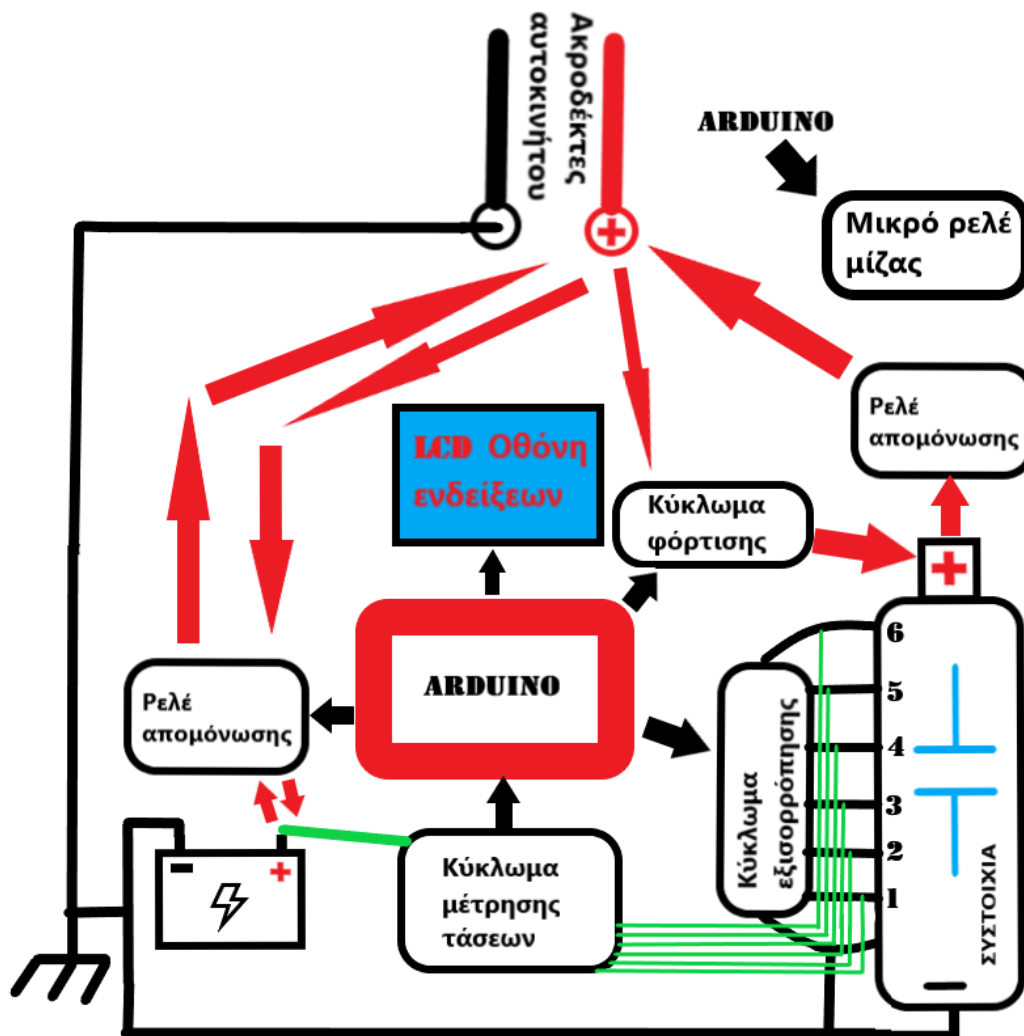 Ακροδέκτες
αυτοκινήτου
ARDUINO
Μικρό ρελέ
μίζας
Ρελέ
απομόνωσης
LCD Οθόνη
ενδείξεων
Κύκλωμα
φόρτισης
ARDUINO
Ρελέ
απομόνωσης
Κύκλωμα
εξισορρόπησης
6
5
4
3
2
1
ΣΥΣΤΟΙΧΙΑ
Κύκλωμα
μέτρησης
τάσεων